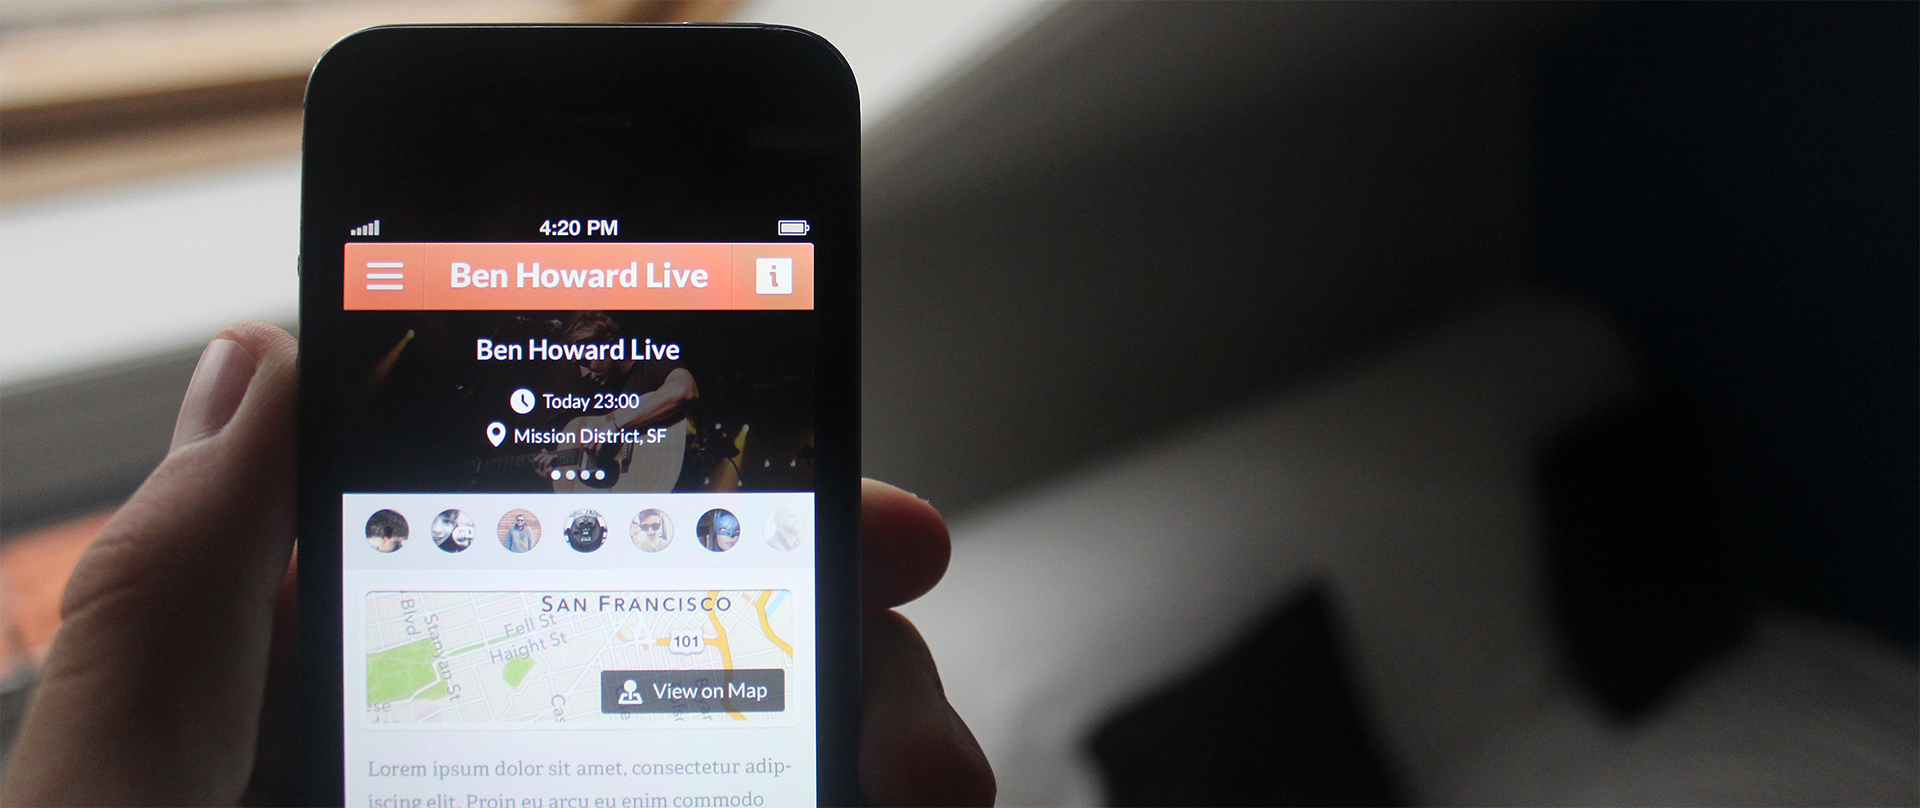 4:20 PM
Ben Howard Live
Ben Howard Live
Today 23:00
Mission District, SF
SAN FRANCISCO
Blvd
Stanyan St
Fell St
Haight St
101
View on Map
Lorem ipsum dolor sit amet, consectetur adip-
iscing elit. Proin eu arcu eu enim commodo